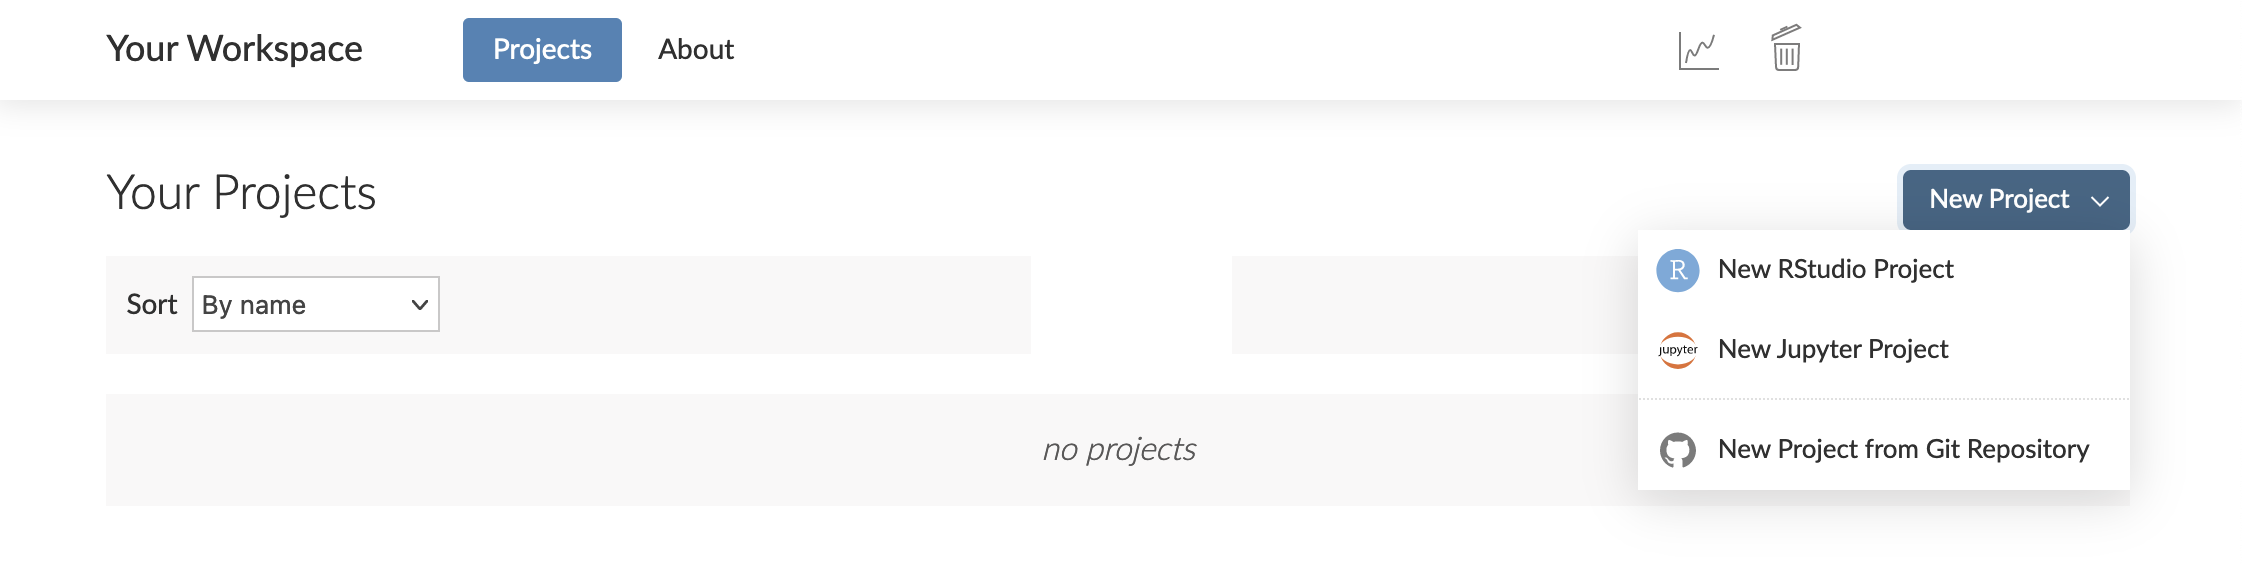 Your Workspace Projects About
Your Projects
New Project
Sort By name
R New RStudio Project
jupyter New Jupyter Project
no projects
New Project from Git Repository